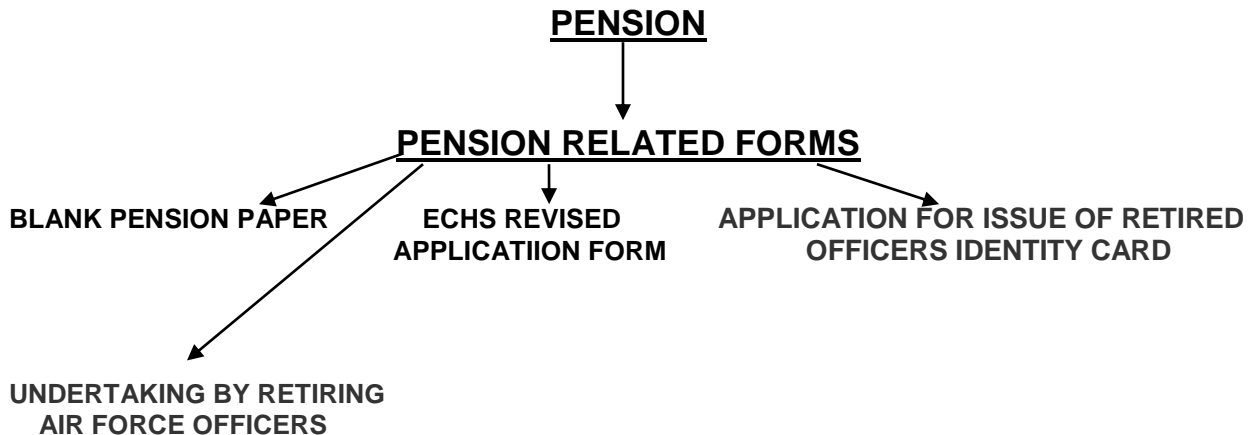 PENSION
PENSION RELATED FORMS
BLANK PENSION PAPER
ECHS REVISED
APPLICATIION FORM
APPLICATION FOR ISSUE OF RETIRED
OFFICERS IDENTITY CARD
UNDERTAKING BY RETIRING
AIR FORCE OFFICERS